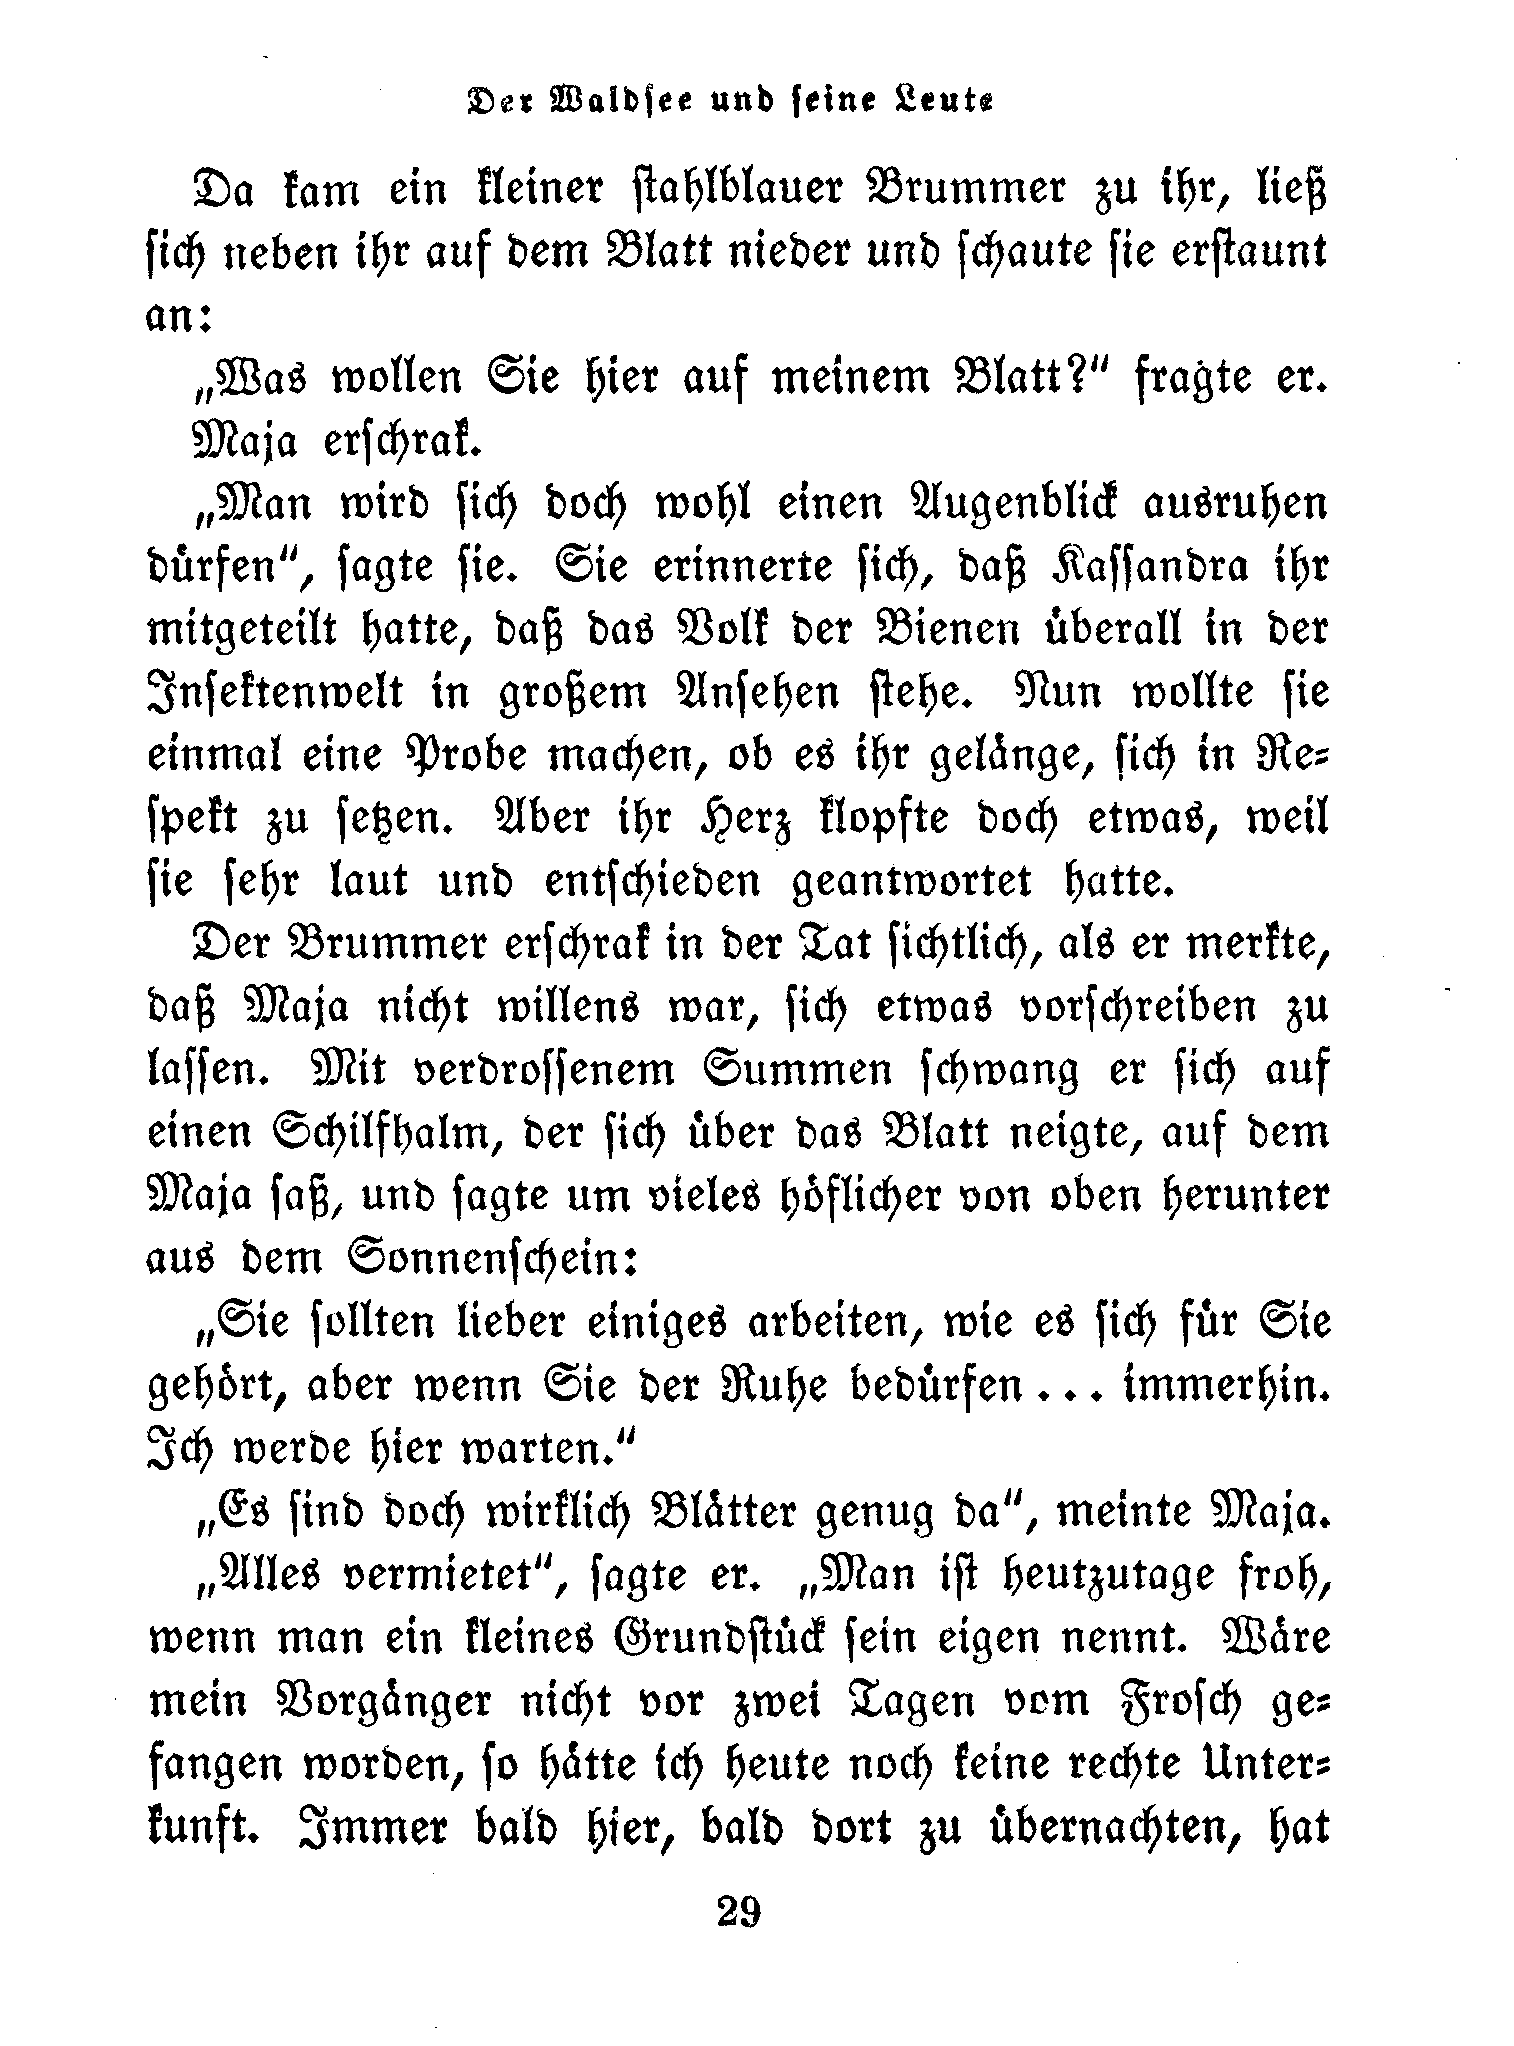 Der Waldsee und seine Leute
Da kam ein kleiner stahlblauer Brummer zu ihr, ließ
sich neben ihr auf dem Blatt nieder und schaute sie erstaunt
an:
„Was wollen Sie hier auf meinem Blatt?“ fragte er.
Maja erschrak.
„Man wird sich doch wohl einen Augenblick ausruhen
dürfen“, sagte sie. Sie erinnerte sich, daß Kassandra ihr
mitgeteilt hatte, daß das Volk der Bienen überall in der
Insektenwelt in großem Ansehen stehe. Nun wollte sie
einmal eine Probe machen, ob es ihr gelänge, sich in Re-
spekt zu setzen. Aber ihr Herz klopfte doch etwas, weil
sie sehr laut und entschieden geantwortet hatte.
Der Brummer erschrak in der Tat sichtlich, als er merkte,
daß Maja nicht willens war, sich etwas vorschreiben zu
lassen. Mit verdrossenem Summen schwang er sich auf
einen Schilfhalm, der sich über das Blatt neigte, auf dem
Maja saß, und sagte um vieles höflicher von oben herunter
aus dem Sonnenschein:
„Sie sollten lieber einiges arbeiten, wie es sich für Sie
gehört, aber wenn Sie der Ruhe bedürfen... immerhin.
Ich werde hier warten.“
„Es sind doch wirklich Blätter genug da“, meinte Maja.
„Alles vermietet“, sagte er. „Man ist heutzutage froh,
wenn man ein kleines Grundstück sein eigen nennt. Wäre
mein Vorgänger nicht vor zwei Tagen vom Frosch ge-
fangen worden, so hätte ich heute noch keine rechte Unter-
kunft. Immer bald hier, bald dort zu übernachten, hat
29